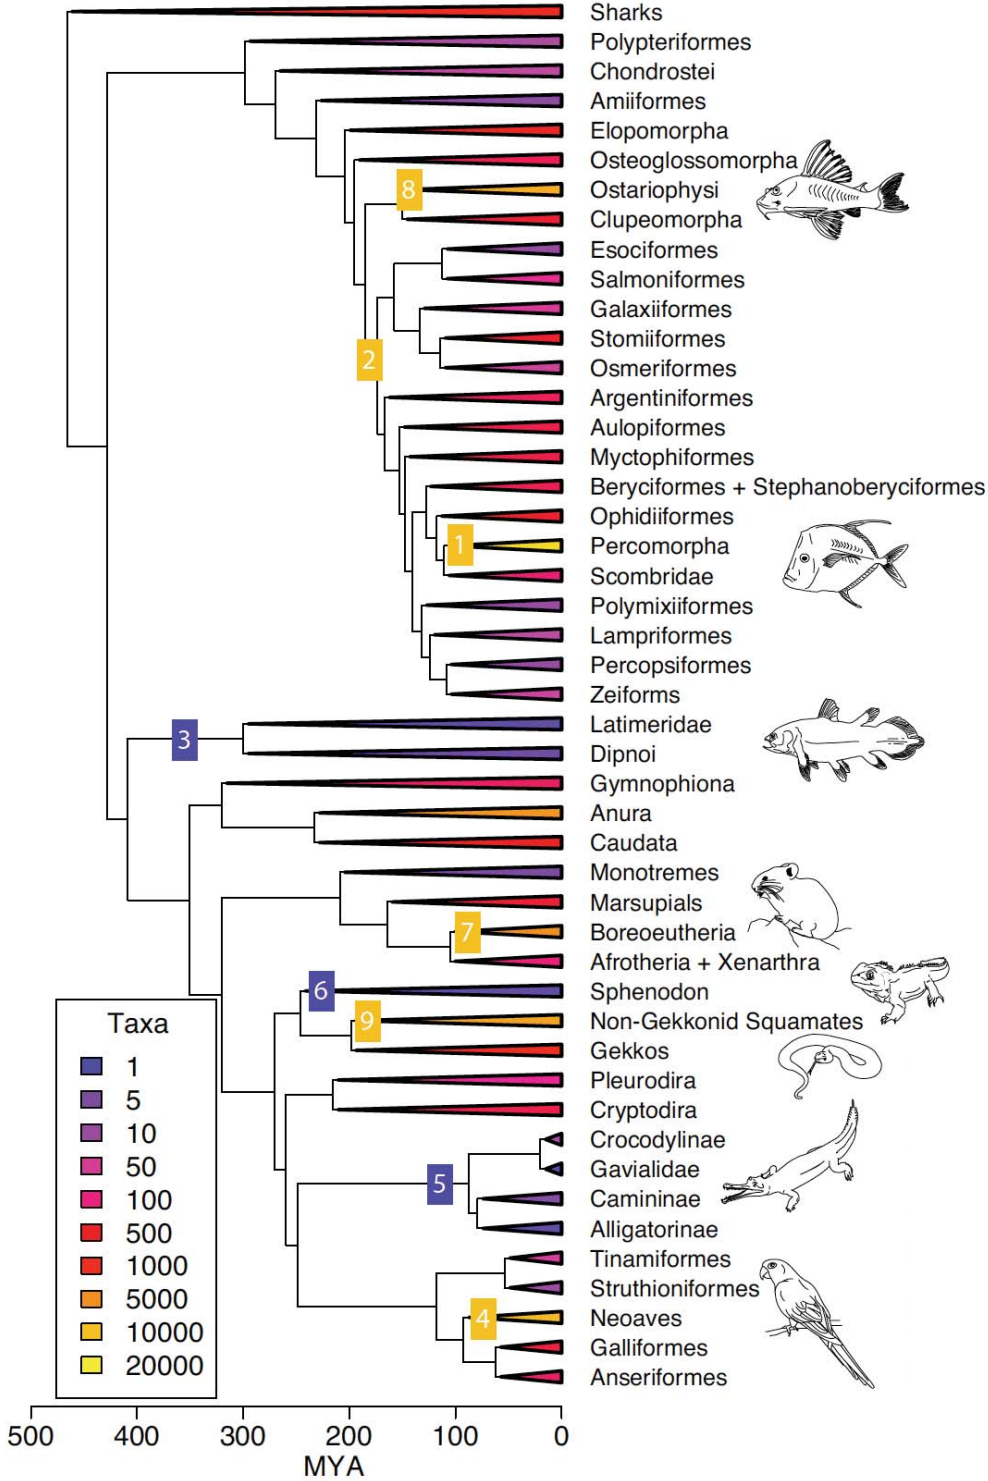 Sharks
Polypteriformes
Chondrostei
Amiiformes
Elopomorpha
Osteoglossomorpha
8 Ostariophysi
Clupeomorpha
Esociformes
Salmoniformes
Galaxiiformes
Stomiiformes
2
Osmeriformes
Argentiniformes
Aulopiformes
Myctophiformes
Beryciformes + Stephanoberyciformes
Ophidiiformes
1 Percomorpha
Scombridae
Polymixiiformes
Lampriformes
Percopsiformes
Zeiforms
Latimeridae
3
Dipnoi
Gymnophiona
Anura
Caudata
Monotremes
Marsupials
7 Boreoeutheria
Afrotheria + Xenarthra
6 Sphenodon
9 Non-Gekkonid Squamates
Gekkos
Pleurodira
Cryptodira
Crocodylinae
Gavialidae
5
Camininae
Alligatorinae
Tinamiformes
Struthioniformes
4 Neoaves
Galliformes
Anseriformes
Taxa
1
5
10
50
100
500
1000
5000
10000
20000
500 400 300 200 100 0
MYA